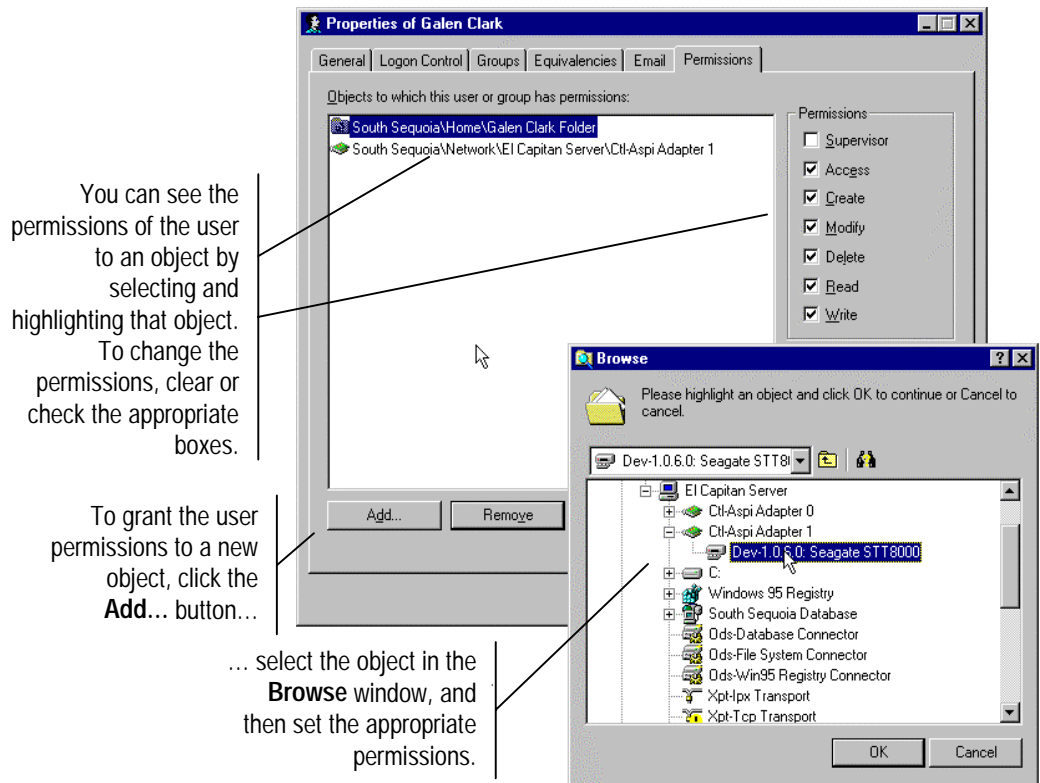 Properties of Galen Clark
General Logon Control Groups Equivalencies Email Permissions
Objects to which this user or group has permissions:
South Sequoia\Home\Galen Clark Folder
South Sequoia\Network\El Capitan Server\Ctl-Aspi Adapter 1
Permissions
Supervisor
Access
Create
Modify
Delete
Read
Write
Add...
Remove
You can see the
permissions of the user
to an object by
selecting and
highlighting that object.
To change the
permissions, clear or
check the appropriate
boxes.
To grant the user
permissions to a new
object, click the
Add... button…
Browse
Please highlight an object and click OK to continue or Cancel to
cancel.
Dev-1.0.6.0: Seagate STT8
El Capitan Server
Ctl-Aspi Adapter 0
Ctl-Aspi Adapter 1
Dev-1.0.6.0: Seagate STT8000
C:
Windows 95 Registry
South Sequoia Database
Ods-Database Connector
Ods-File System Connector
Ods-Win95 Registry Connector
Xpt-Ipx Transport
Xpt-Tcp Transport
OK
Cancel
… select the object in the
Browse window, and
then set the appropriate
permissions.